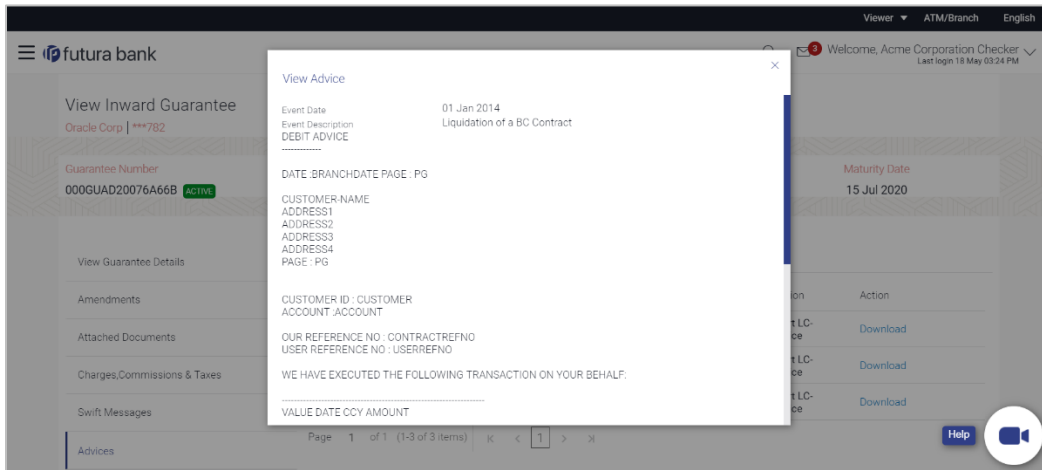 Viewer ATM/Branch English
futura bank
3 Welcome, Acme Corporation Checker
Last login 18 May 03:24 PM
View Advice
View Inward Guarantee
Oracle Corp | ***782
Event Date 01 Jan 2014
Event Description Liquidation of a BC Contract
DEBIT ADVICE
-------------
Guarantee Number
000GUAD20076A66B ACTIVE
Maturity Date
15 Jul 2020
DATE :BRANCHDATE PAGE : PG
CUSTOMER-NAME
ADDRESS1
ADDRESS2
ADDRESS3
ADDRESS4
PAGE : PG
CUSTOMER ID : CUSTOMER
ACCOUNT :ACCOUNT
OUR REFERENCE NO : CONTRACTREFNO
USER REFERENCE NO : USERREFNO
WE HAVE EXECUTED THE FOLLOWING TRANSACTION ON YOUR BEHALF:
VALUE DATE CCY AMOUNT
View Guarantee Details
Amendments
Attached Documents
Charges,Commissions & Taxes
Swift Messages
Advices
Action
Download
Download
Download
Page 1 of 1 (1-3 of 3 items) K < 1 > X
Help